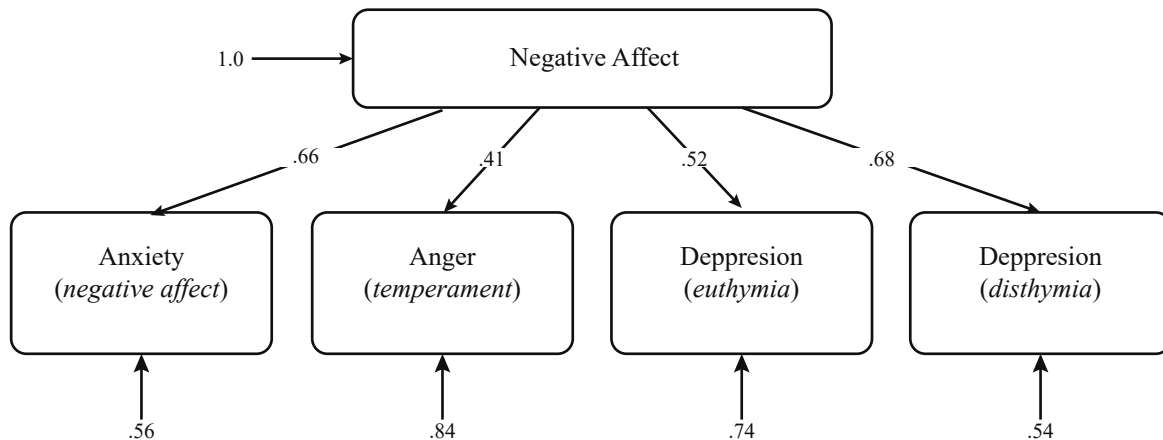 Negative Affect
1.0
.66
.41
.52
.68
Anxiety
(negative affect)
Anger
(temperament)
Deppresion
(euthymia)
Deppresion
(disthymia)
.56
.84
.74
.54